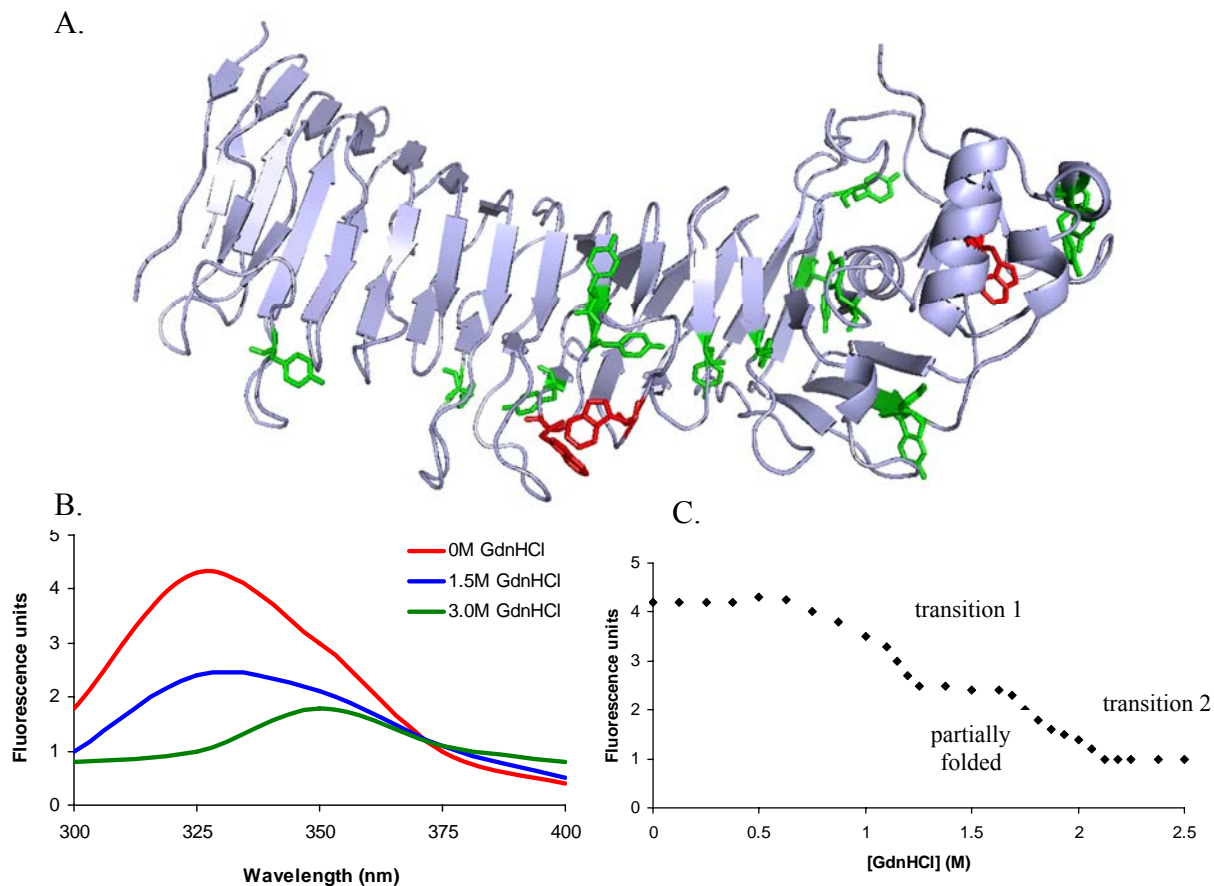 A.
B.
5
4
3
2
1
0
300
325
350
375
400
Fluorescence units
Wavelength (nm)
0M GdnHCl
1.5M GdnHCl
3.0M GdnHCl
C.
5
4
3
2
1
0
0
0.5
1
1.5
2
2.5
Fluorescence units
[GdnHCl] (M)
transition 1
transition 2
partially
folded